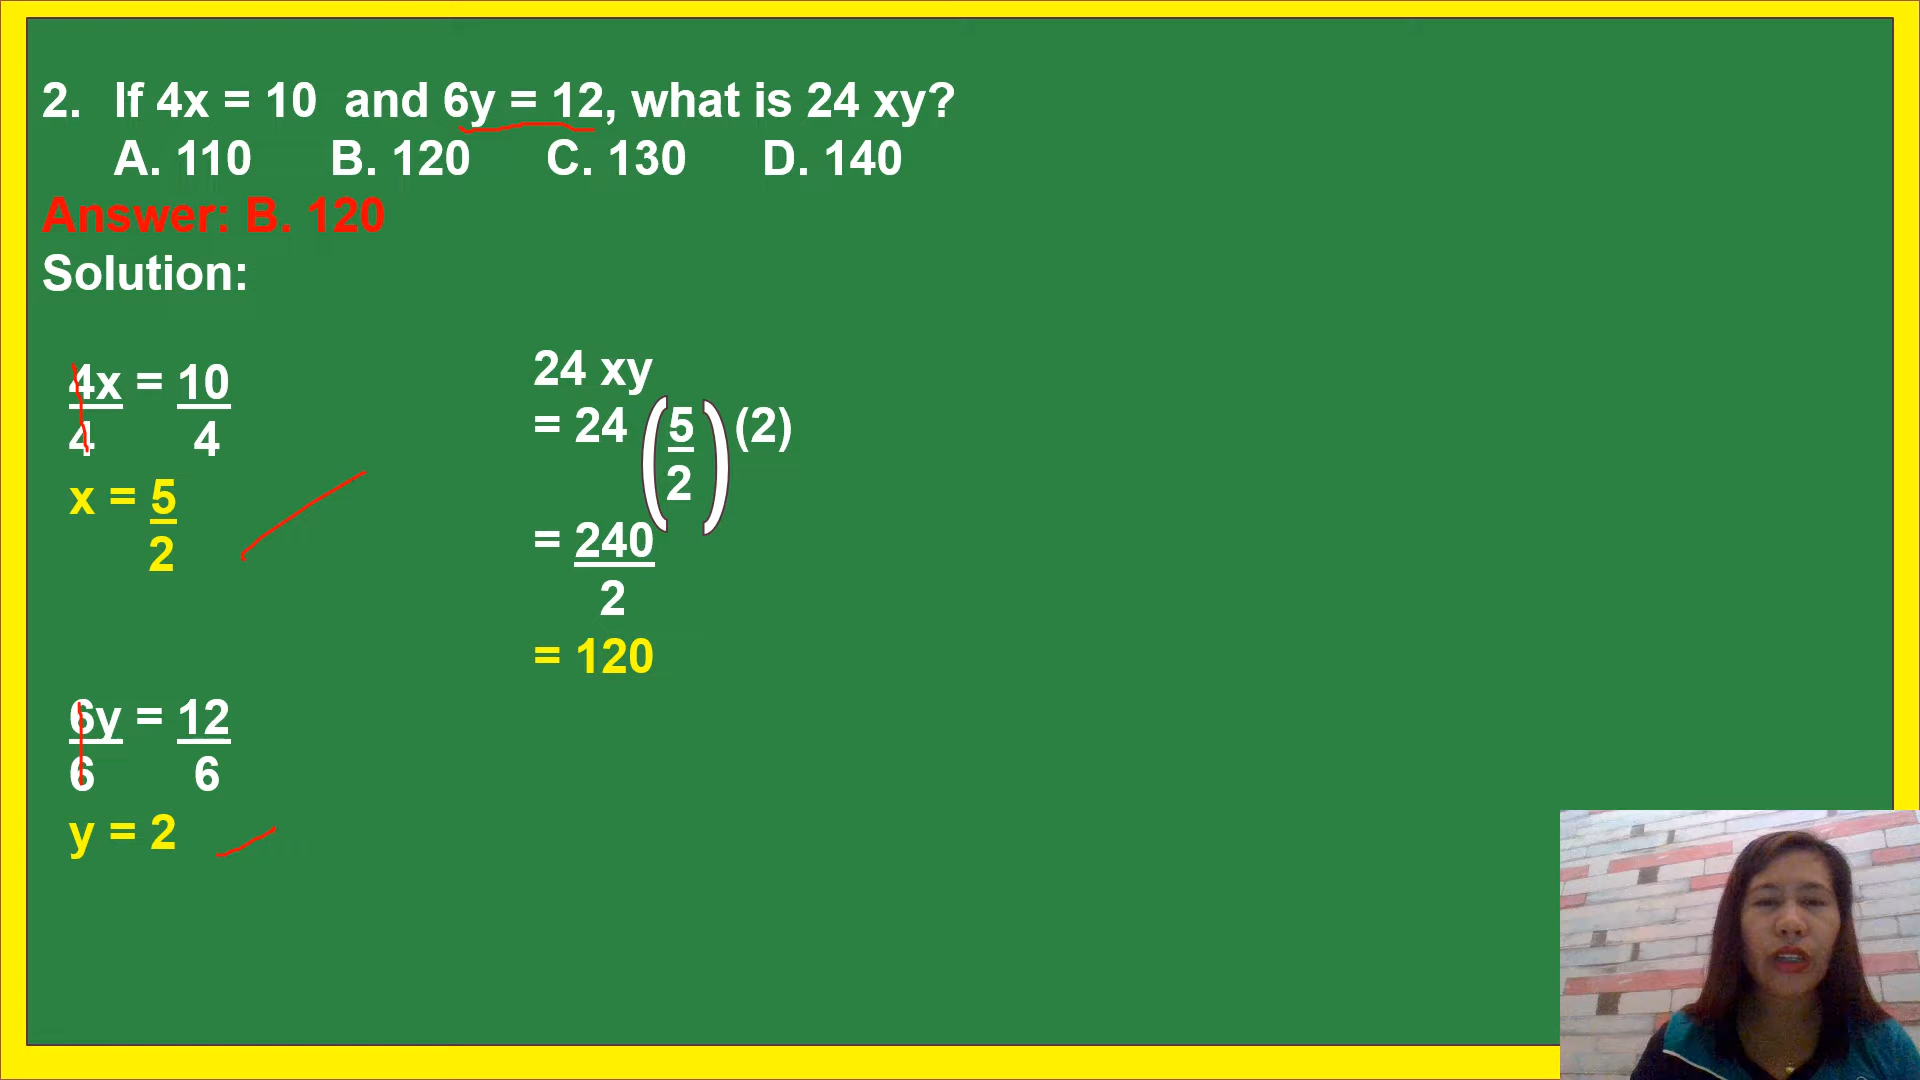 2. If 4x = 10 and 6y = 12, what is 24 xy?
A. 110 B. 120 C. 130 D. 140
Answer: B. 120
Solution:
4x = 10
4 4
x = 5
2
6y = 12
6 6
y = 2
24 xy
= 24 (5 (2)
2)
= 240
2
= 120